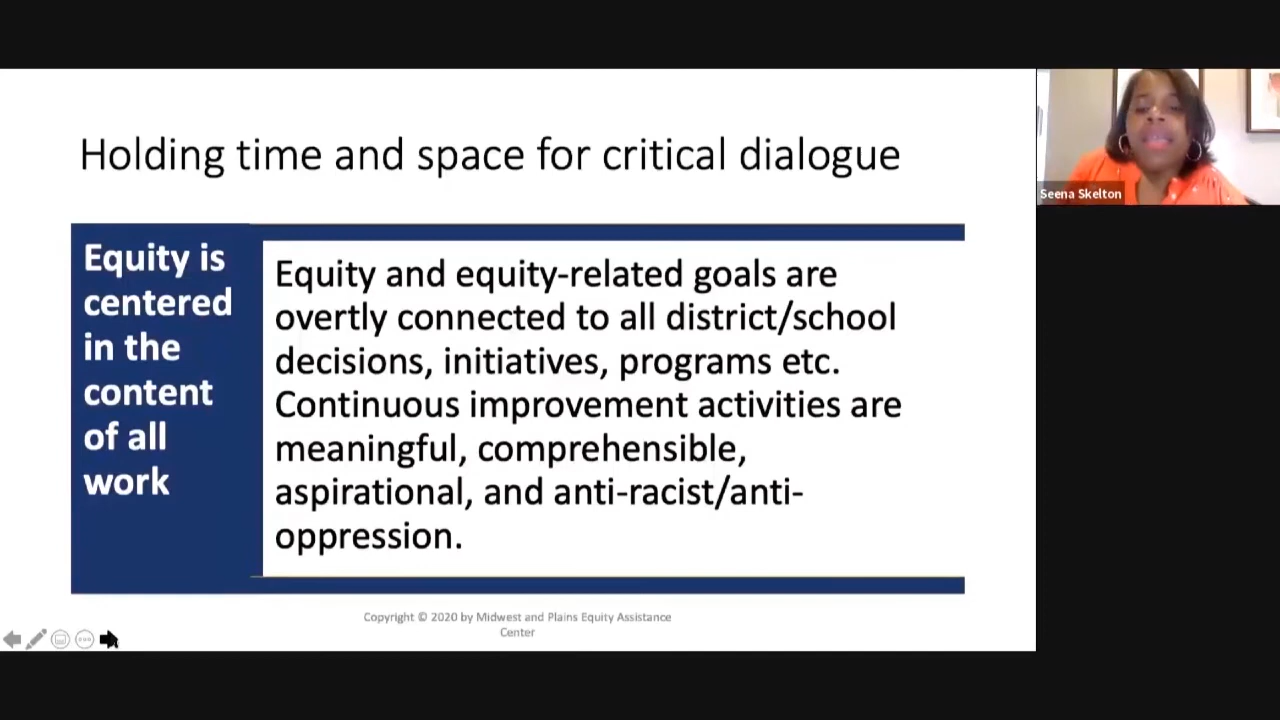 Holding time and space for critical dialogue
Equity is
centered
in the
content
of all
work
Equity and equity-related goals are
overtly connected to all district/school
decisions, initiatives, programs etc.
Continuous improvement activities are
meaningful, comprehensible,
aspirational, and anti-racist/anti-
oppression.
Copyright © 2020 by Midwest and Plains Equity Assistance
Center
Seena Skelton